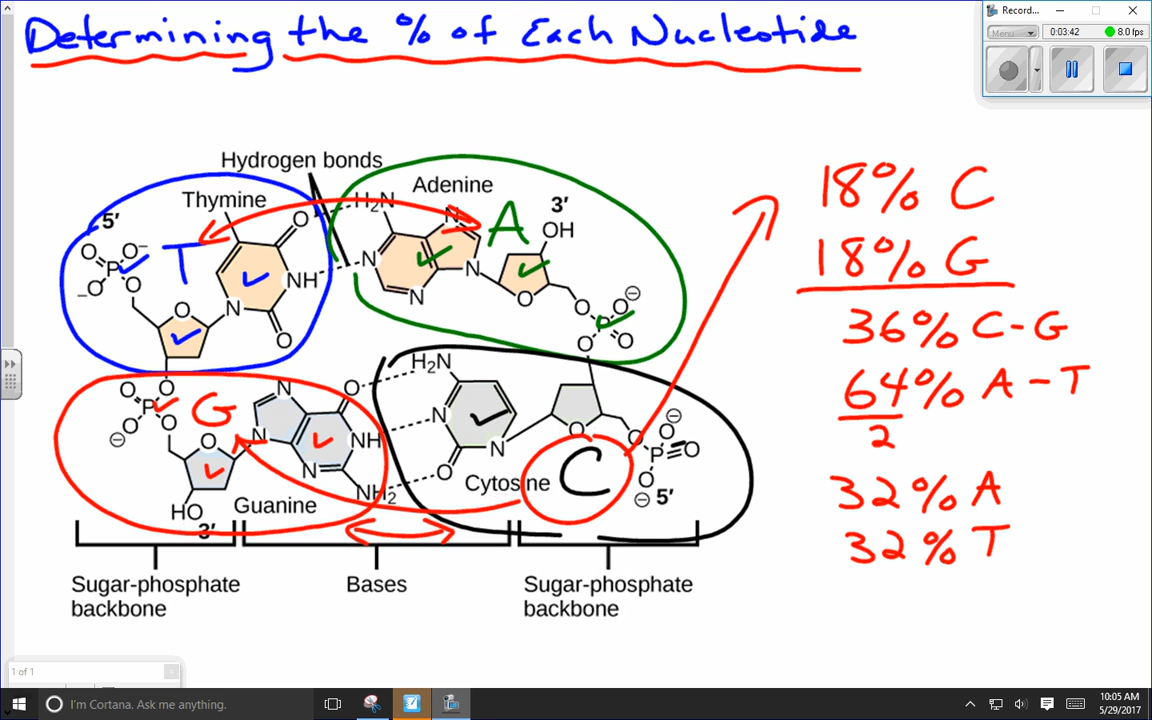 Determining the % of Each Nucleotide
Record...
Menu
0:03:42
8.0 fps
Hydrogen bonds
Thymine
Adenine
5′
T
A
3′
OH
H₂N
O
N
O⁻
O
P
O
⁻O
NH
N
N
N
O
O
N
O
O
P
O
O
⊖
O
18% C
18% G
36% C-G
64% A-T
2
32% A
32% T
H₂N
N
N
O
O
O
O
P
O
⊖
⊖
5′
Cytosine
C
O
O
P
O
⊖
G
N
N
O
NH
N
NH₂
O
HO
3′
Guanine
Sugar-phosphate
backbone
Bases
Sugar-phosphate
backbone
1 of 1
I'm Cortana. Ask me anything.
10:05 AM
5/29/2017